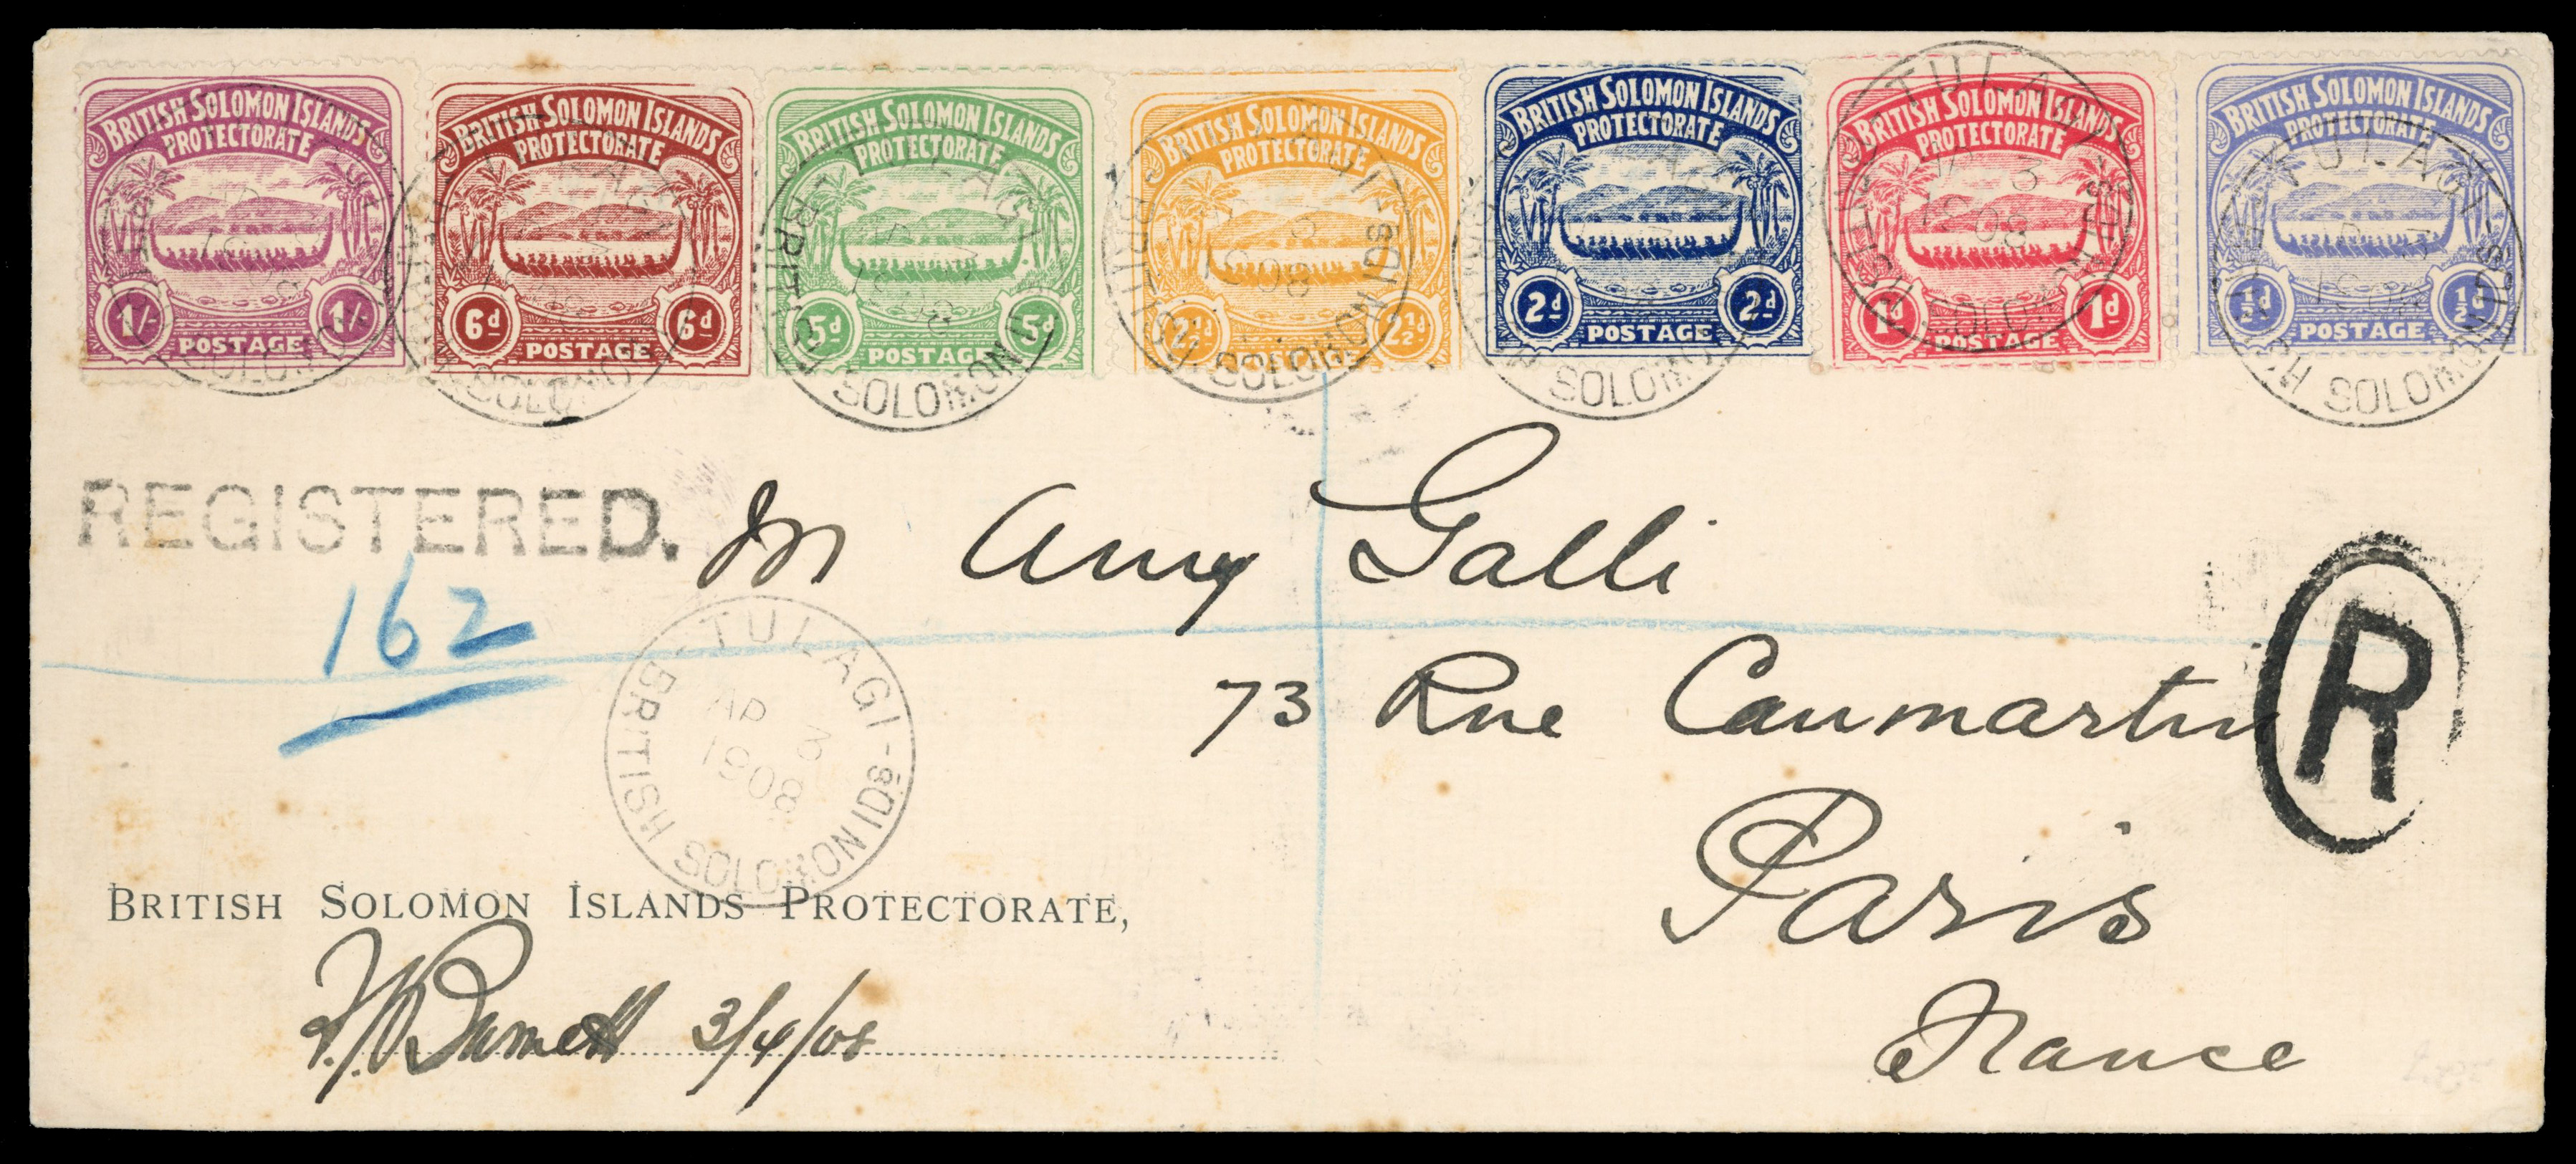 BRITISH SOLOMON ISLANDS PROTECTORATE 1/- 1/- POSTAGE
BRITISH SOLOMON ISLANDS PROTECTORATE 6d 6d POSTAGE
BRITISH SOLOMON ISLANDS PROTECTORATE 5d 5d POSTAGE
BRITISH SOLOMON ISLANDS PROTECTORATE 2½d 2½d POSTAGE
BRITISH SOLOMON ISLANDS PROTECTORATE 2d 2d POSTAGE
BRITISH SOLOMON ISLANDS PROTECTORATE 1d 1d POSTAGE
BRITISH SOLOMON ISLANDS PROTECTORATE ½d ½d POSTAGE
REGISTERED.
162
M Amy Galli
73 Rue Caumartin
Paris
France
R
TULAGI
AP 3
1908
BRITISH SOLOMON IDS
BRITISH SOLOMON ISLANDS PROTECTORATE,
Barnett 3/4/08